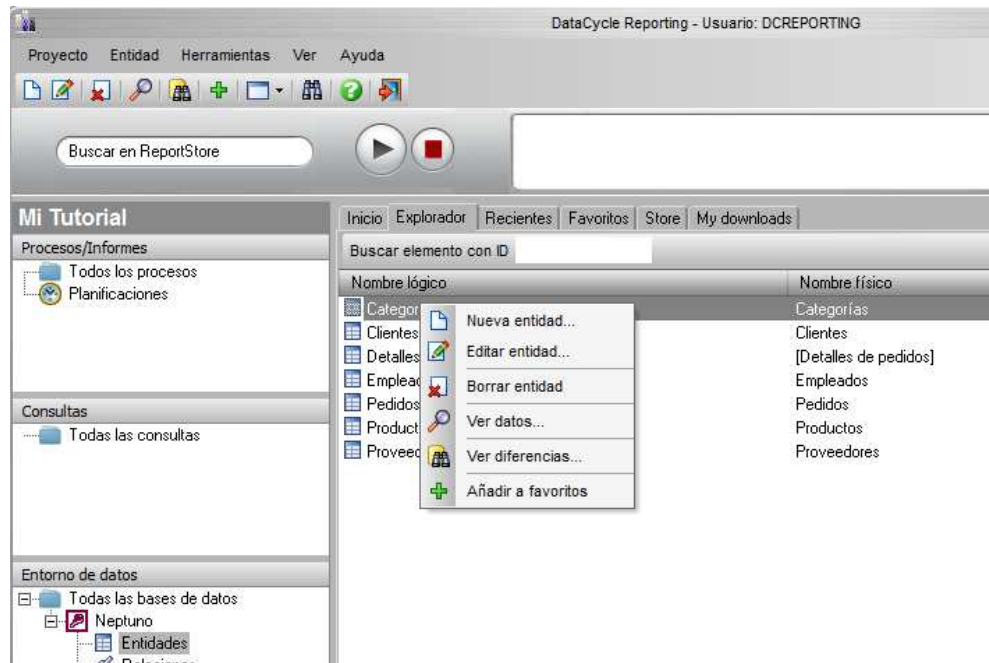 DataCycle Reporting - Usuario: DCREPORTING
Proyecto Entidad Herramientas Ver Ayuda
Buscar en ReportStore
Mi Tutorial
Procesos/Informes
Todos los procesos
Planificaciones
Consultas
Todas las consultas
Entorno de datos
Todas las bases de datos
Neptuno
Entidades
Inicio Explorador Recientes Favoritos Store My downloads
Buscar elemento con ID
Nombre lógico Nombre físico
Categor Categorías
Clientes Clientes
Detalles [Detalles de pedidos]
Emplea Empleados
Pedidos Pedidos
Product Productos
Proveed Proveedores
Nueva entidad...
Editar entidad...
Borrar entidad
Ver datos...
Ver diferencias...
Añadir a favoritos